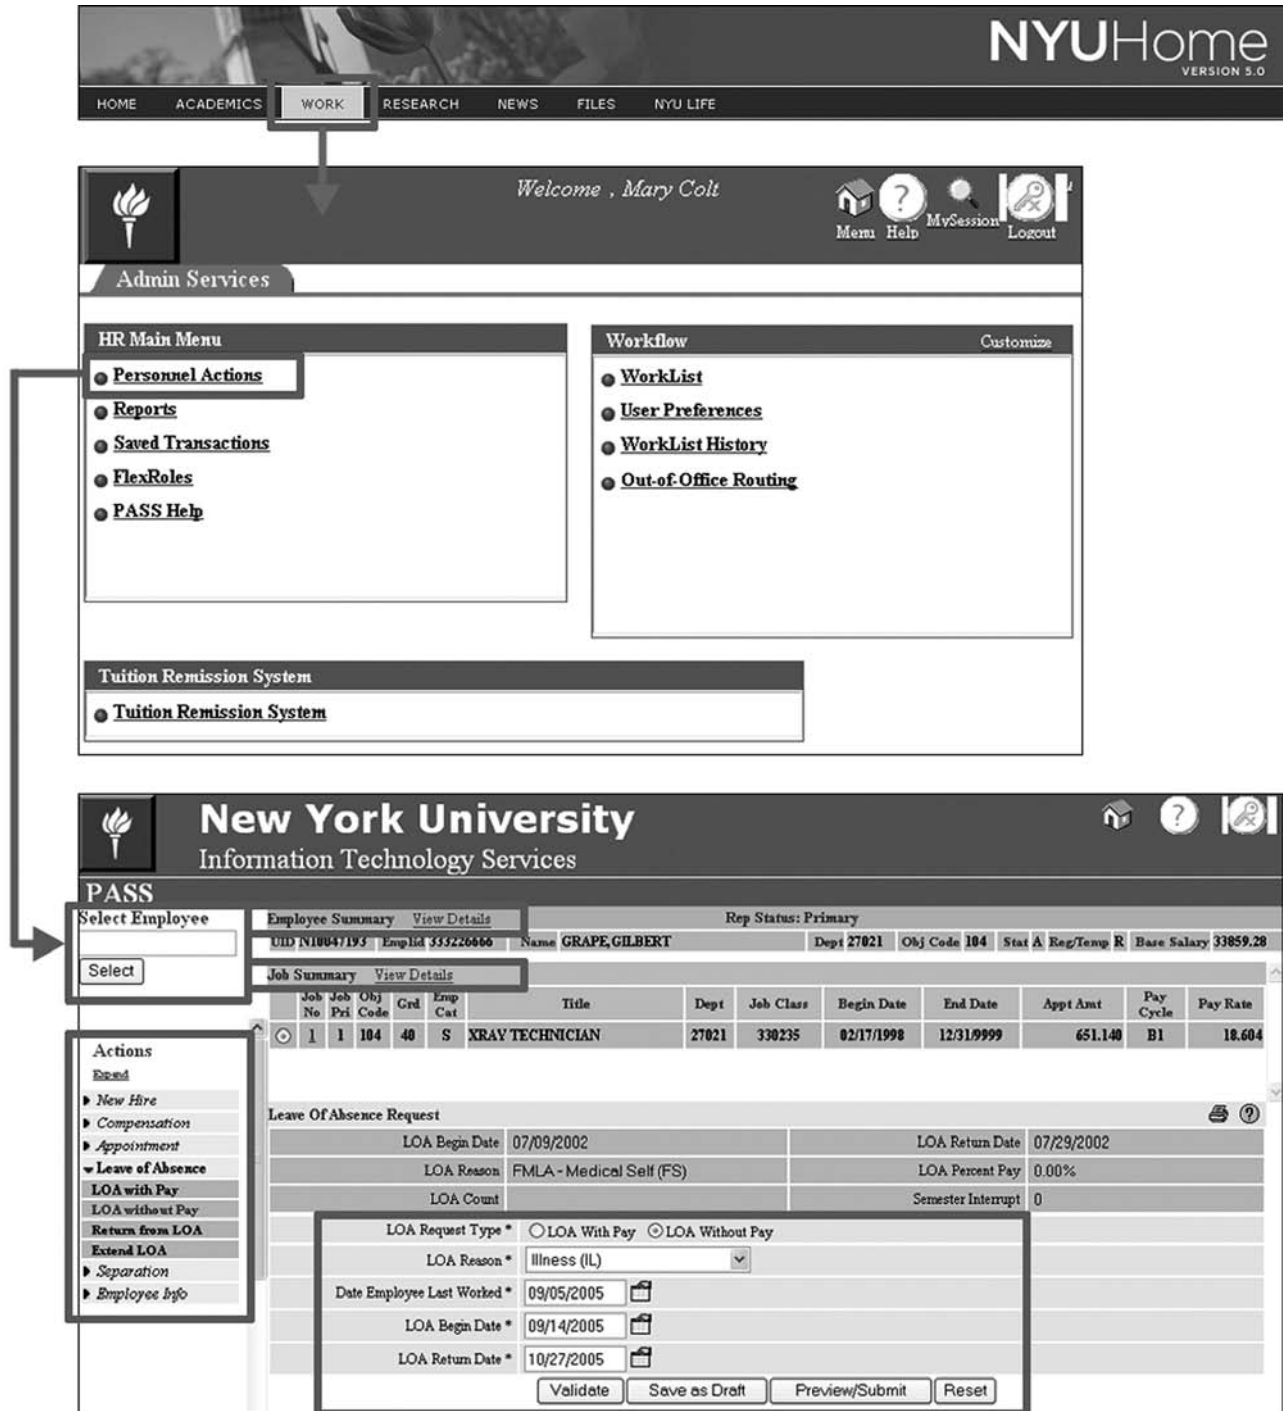 NYUHome
VERSION 5.0
HOME ACADEMICS WORK RESEARCH NEWS FILES NYU LIFE
Welcome , Mary Colt
Menu Help MySession Logout
Admin Services
HR Main Menu
Personnel Actions
Reports
Saved Transactions
FlexRoles
PASS Help
Workflow Customize
WorkList
User Preferences
WorkList History
Out-of-Office Routing
Tuition Remission System
Tuition Remission System
New York University
Information Technology Services
PASS
Select Employee
Select
Employee Summary View Details Rep Status: Primary
UID N10047193 Emplid 333226666 Name GRAPE,GILBERT Dept 27021 Obj Code 104 Stat A Reg/Temp R Base Salary 33859.28
Job Summary View Details
Job No Job Pri Obj Code Grd Emp Cat Title Dept Job Class Begin Date End Date Appt Amt Pay Cycle Pay Rate
1 1 104 40 S XRAY TECHNICIAN 27021 330235 02/17/1998 12/31/9999 651.140 B1 18.604
Actions
Expand
New Hire
Compensation
Appointment
Leave of Absence
LOA with Pay
LOA without Pay
Return from LOA
Extend LOA
Separation
Employee Info
Leave Of Absence Request
LOA Begin Date 07/09/2002 LOA Return Date 07/29/2002
LOA Reason FMLA - Medical Self (FS) LOA Percent Pay 0.00%
LOA Count Semester Interrupt 0
LOA Request Type * LOA With Pay LOA Without Pay
LOA Reason * Illness (IL)
Date Employee Last Worked * 09/05/2005
LOA Begin Date * 09/14/2005
LOA Return Date * 10/27/2005
Validate Save as Draft Preview/Submit Reset